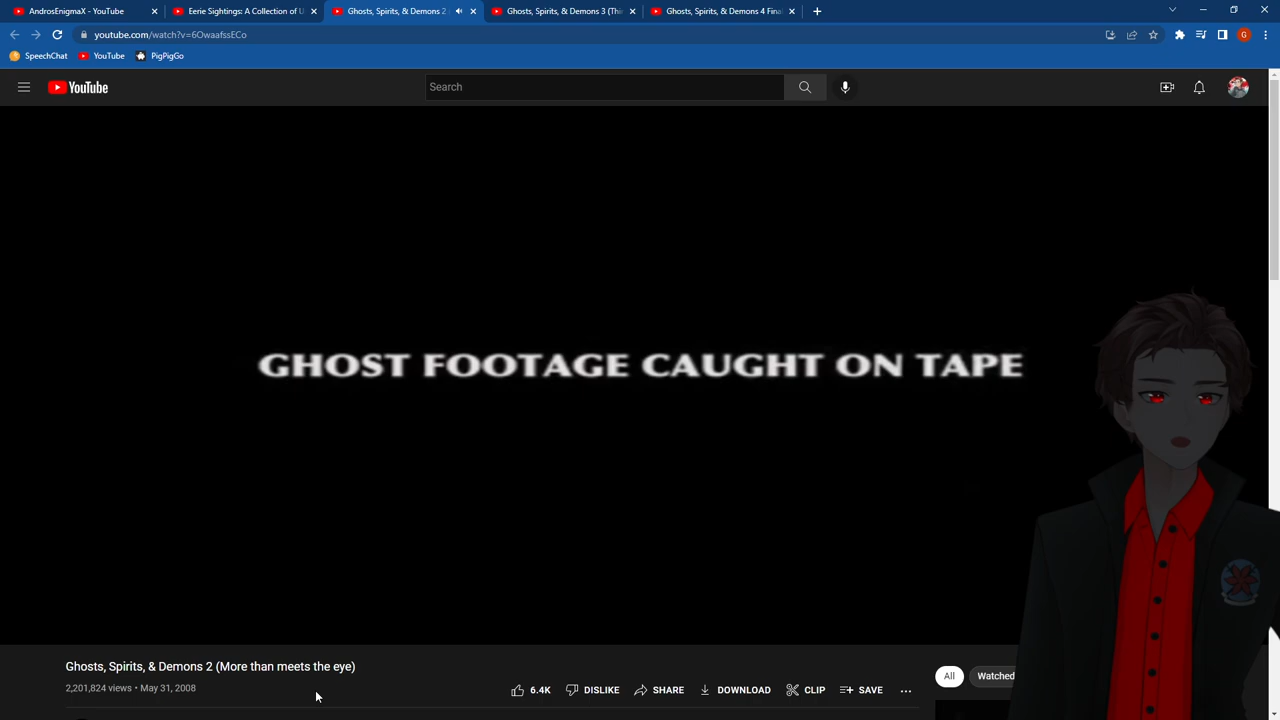 AndrosEnigmaX - YouTube
Eerie Sightings: A Collection of U
Ghosts, Spirits, & Demons 2
Ghosts, Spirits, & Demons 3 (Thi
Ghosts, Spirits, & Demons 4 Fina
youtube.com/watch?v=6OwaafssECo
G
SpeechChat
YouTube
PigPigGo
YouTube
Search
GHOST FOOTAGE CAUGHT ON TAPE
Ghosts, Spirits, & Demons 2 (More than meets the eye)
2,201,824 views • May 31, 2008
6.4K
DISLIKE
SHARE
DOWNLOAD
CLIP
SAVE
All
Watched